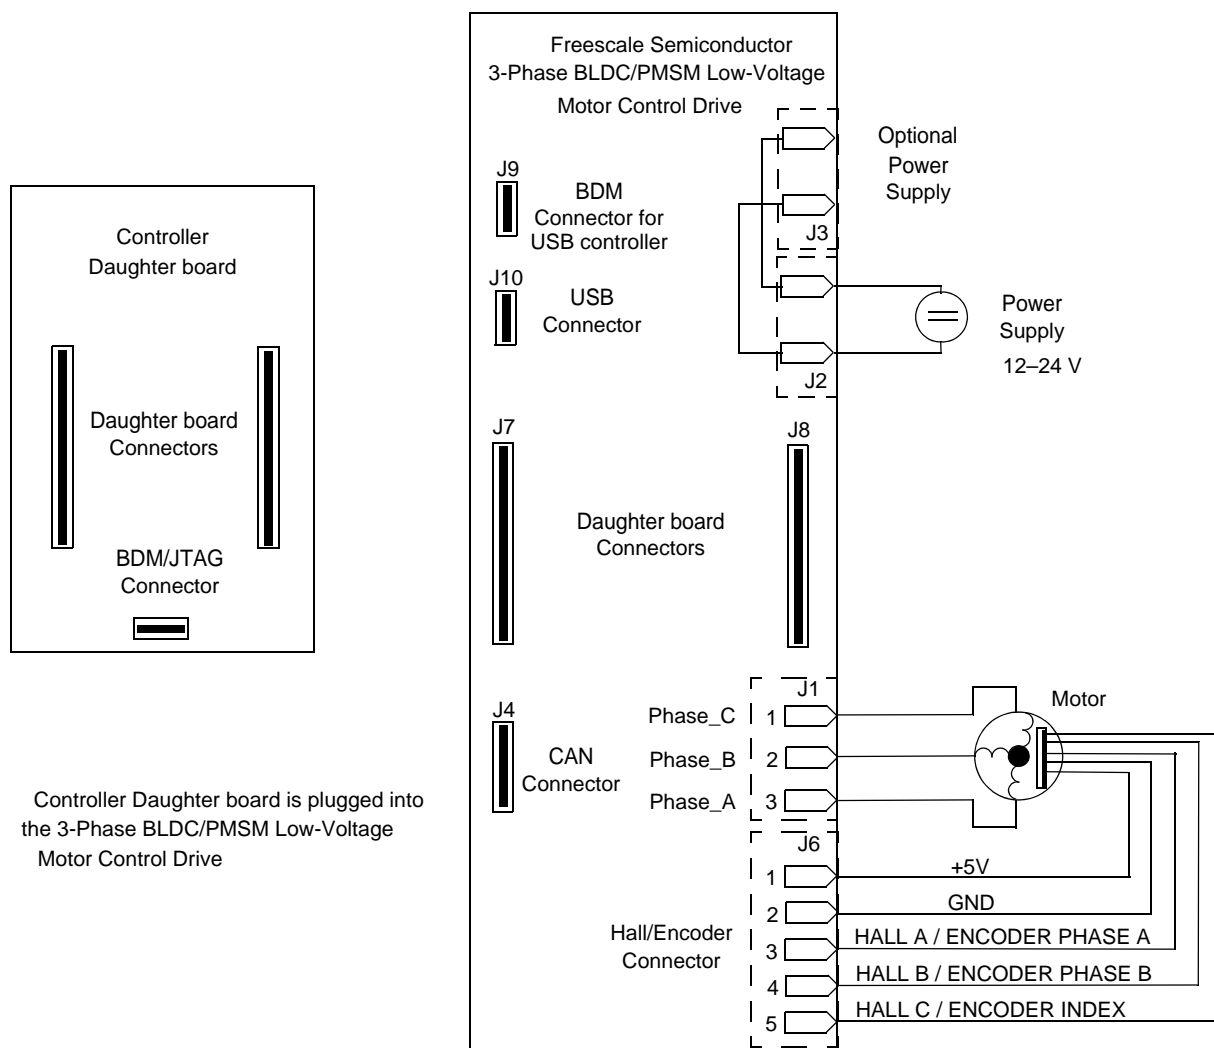 Freescale Semiconductor
3-Phase BLDC/PMSM Low-Voltage
Motor Control Drive
Optional
Power
Supply
J3
J9
BDM
Connector for
USB controller
J10
USB
Connector
Power
Supply
12–24 V
J2
Controller
Daughter board
Daughter board
Connectors
BDM/JTAG
Connector
J7
J8
Daughter board
Connectors
J4
CAN
Connector
J1
Phase_C
1
Phase_B
2
Phase_A
3
Motor
Controller Daughter board is plugged into
the 3-Phase BLDC/PMSM Low-Voltage
Motor Control Drive
J6
Hall/Encoder
Connector
1
+5V
2
GND
3
HALL A / ENCODER PHASE A
4
HALL B / ENCODER PHASE B
5
HALL C / ENCODER INDEX